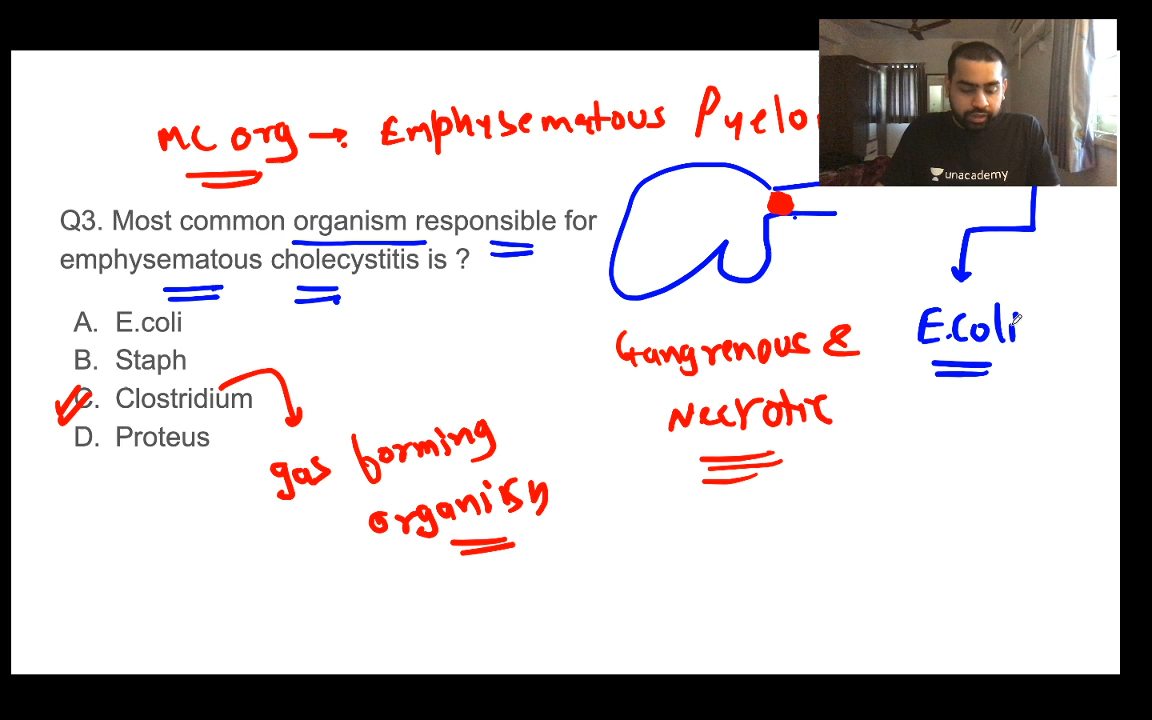 MC org → Emphysematous Pyelo
unacademy
Q3. Most common organism responsible for
emphysematous cholecystitis is ?
A. E.coli
B. Staph
C. Clostridium
D. Proteus
gas forming
organism
Gangrenous &
Necrotic
E.Coli